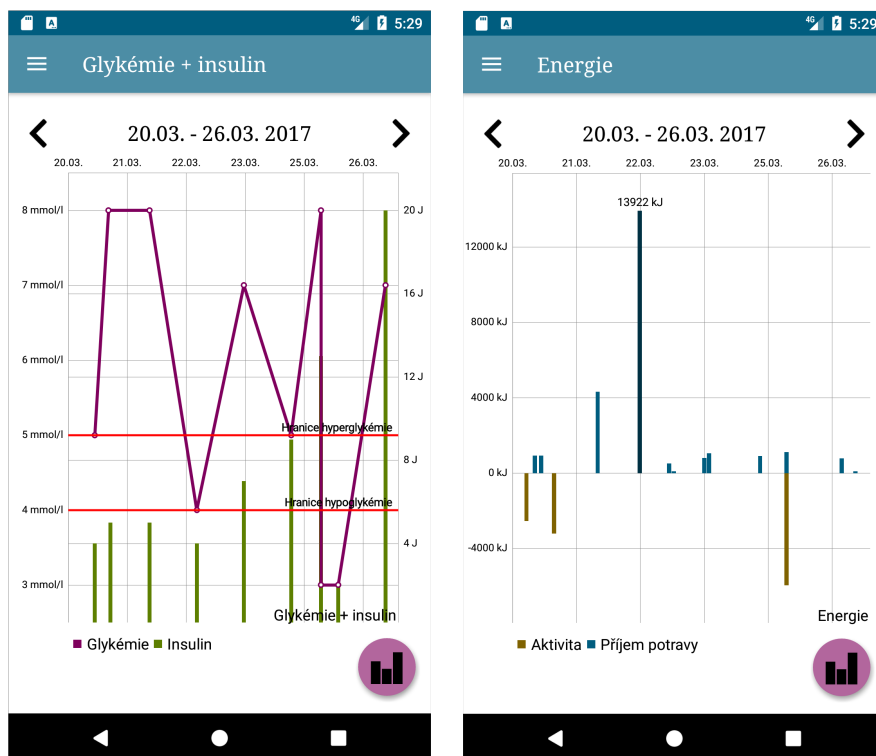 4G 5:29
Glykémie + insulin
20.03. - 26.03. 2017
20.03. 21.03. 22.03. 23.03. 25.03. 26.03.
8 mmol/l 20 J
7 mmol/l 16 J
6 mmol/l 12 J
Hranice hyperglykémie
5 mmol/l 8 J
Hranice hypoglykémie
4 mmol/l 4 J
3 mmol/l
Glykémie + insulin
Glykémie Insulin
A 4G 5:29
Energie
20.03. - 26.03. 2017
20.03. 21.03. 22.03. 23.03. 25.03. 26.03.
13922 kJ
12000 kJ
8000 kJ
4000 kJ
0 kJ
-4000 kJ
Energie
Aktivita Příjem potravy